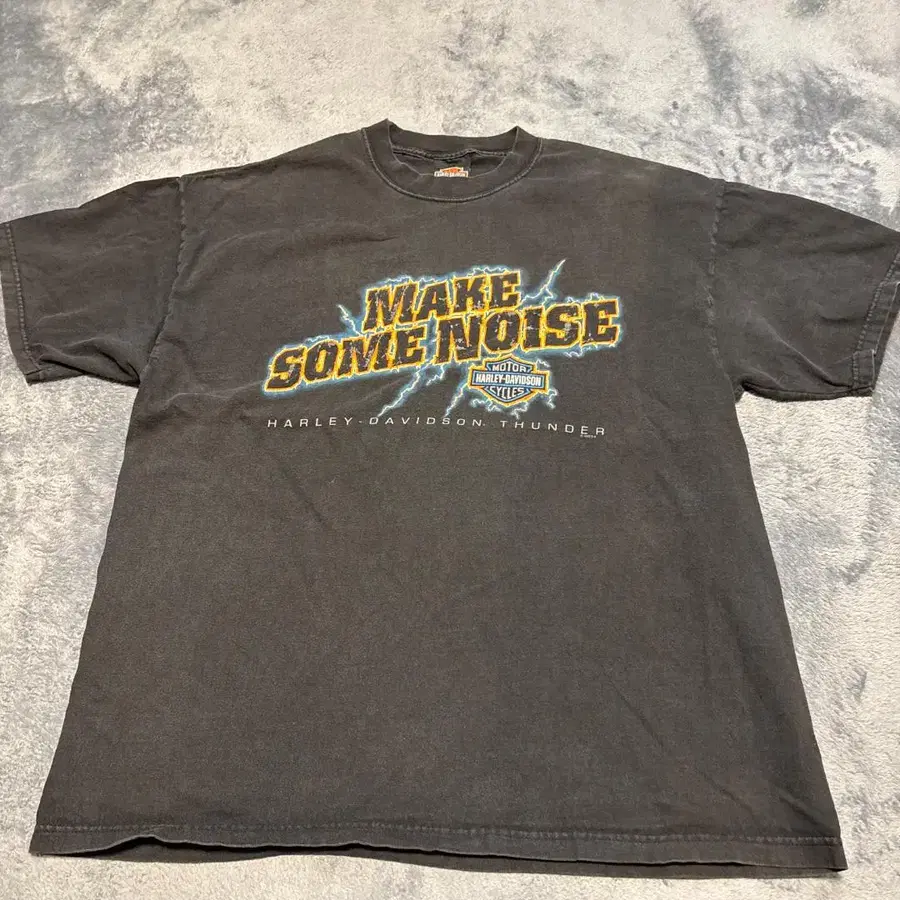 MAKE
SOME NOISE
MOTOR
HARLEY-DAVIDSON
CYCLES
HARLEY-DAVIDSON THUNDER